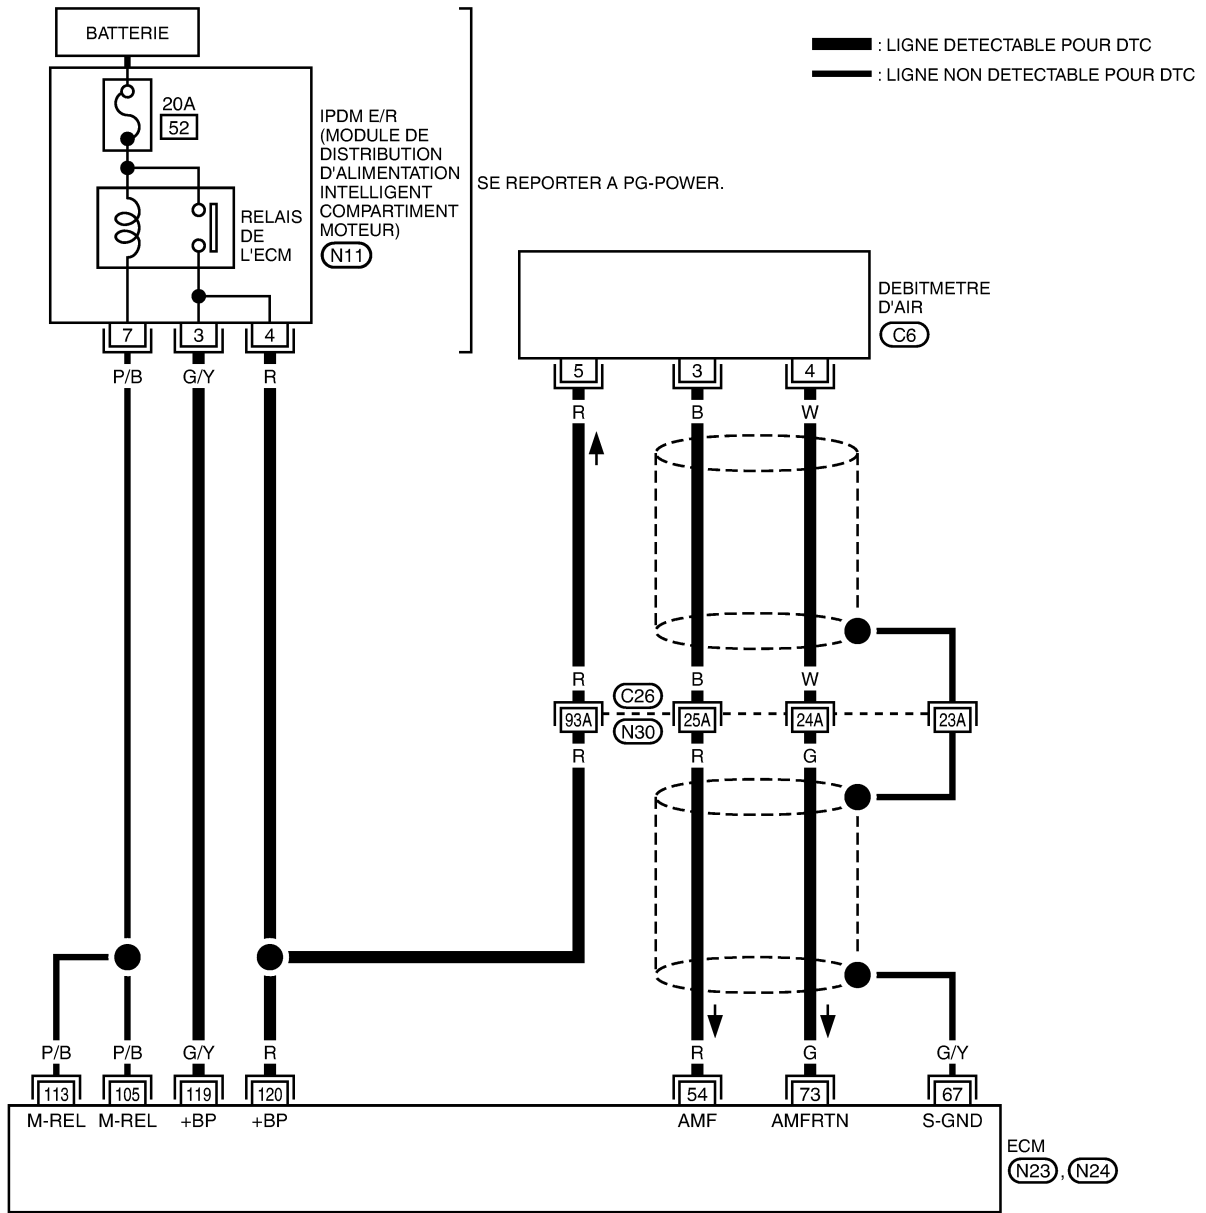 BATTERIE
: LIGNE DETECTABLE POUR DTC
: LIGNE NON DETECTABLE POUR DTC
20A
52
IPDM E/R
(MODULE DE
DISTRIBUTION
D'ALIMENTATION
INTELLIGENT
COMPARTIMENT
MOTEUR)
N11
SE REPORTER A PG-POWER.
RELAIS
DE
L'ECM
DEBITMETRE
D'AIR
C6
7 3 4
P/B G/Y R
5 3 4
R B W
R B W
C26
93A 25A 24A 23A
N30
R R G
P/B P/B G/Y R R G G/Y
113 105 119 120 54 73 67
M-REL M-REL +BP +BP AMF AMFRTN S-GND
ECM
N23 , N24